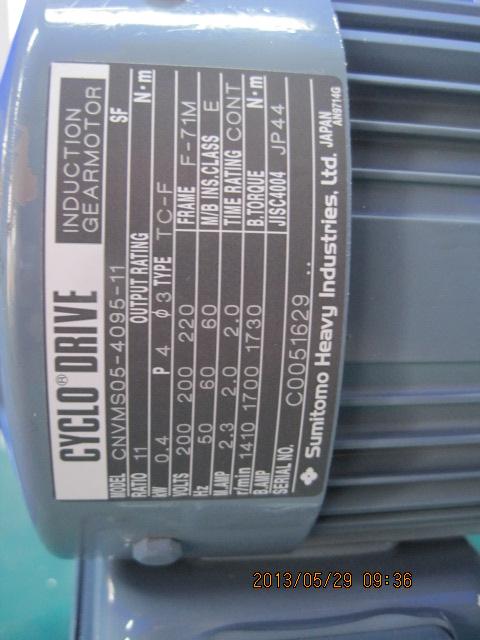 CYCLO® DRIVE INDUCTION GEARMOTOR
MODEL CNVMS05-4095-11 SF
RATIO 11 OUTPUT RATING N·m
kW 0.4 P 4 φ 3 TYPE TC-F
VOLTS 200 200 220 FRAME F-71M
Hz 50 60 60 M/B INS.CLASS E
M.AMP 2.3 2.0 2.0 TIME RATING CONT
r/min 1410 1700 1730 B.TORQUE N·m
B.AMP JISC4004 JP44
SERIAL NO. C0051629
Sumitomo Heavy Industries, Ltd. JAPAN
AN9714G
2013/05/29 09:36